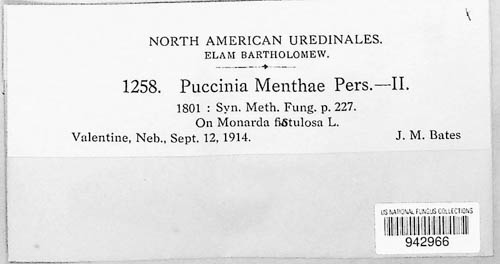 NORTH AMERICAN UREDINALES.
ELAM BARTHOLOMEW.
1258. Puccinia Menthae Pers.—II.
1801 : Syn. Meth. Fung. p. 227.
On Monarda fistulosa L.
Valentine, Neb., Sept. 12, 1914. J. M. Bates
US NATIONAL FUNGUS COLLECTIONS
942966